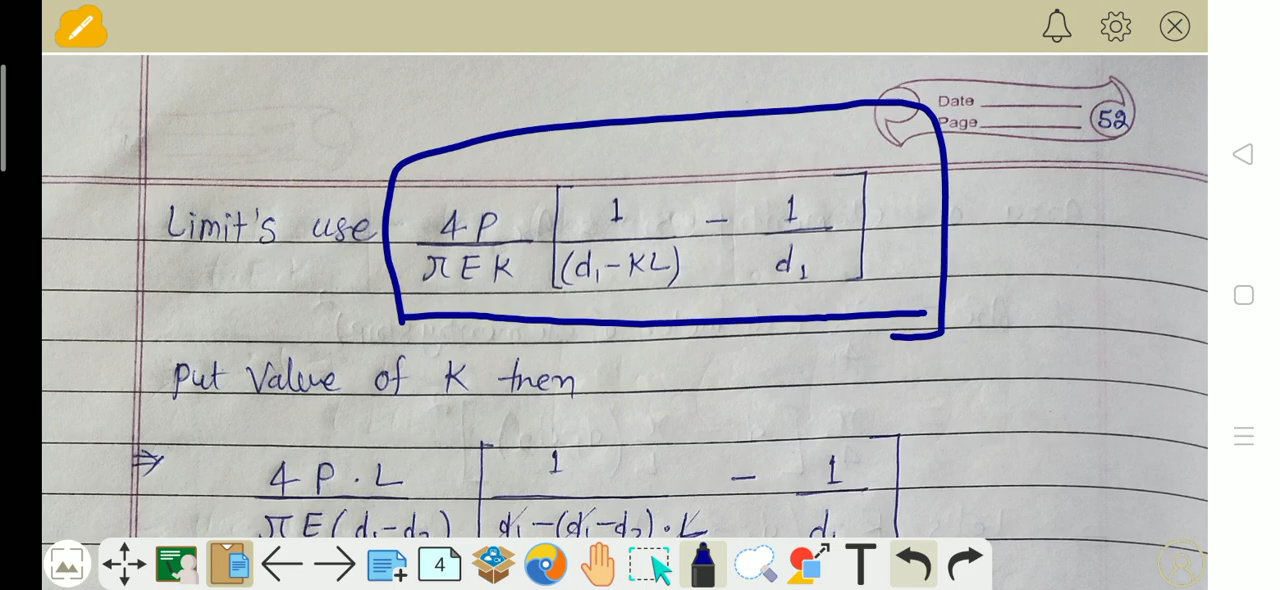 Date
Page 52
Limit's use 4P/πEK [1/(d₁-KL) - 1/d₁]
Put Value of K then
⇒ 4P.L/πE(d₁-d₂) [1/d₁-(d₁-d₂).L - 1/d₁]
4
T